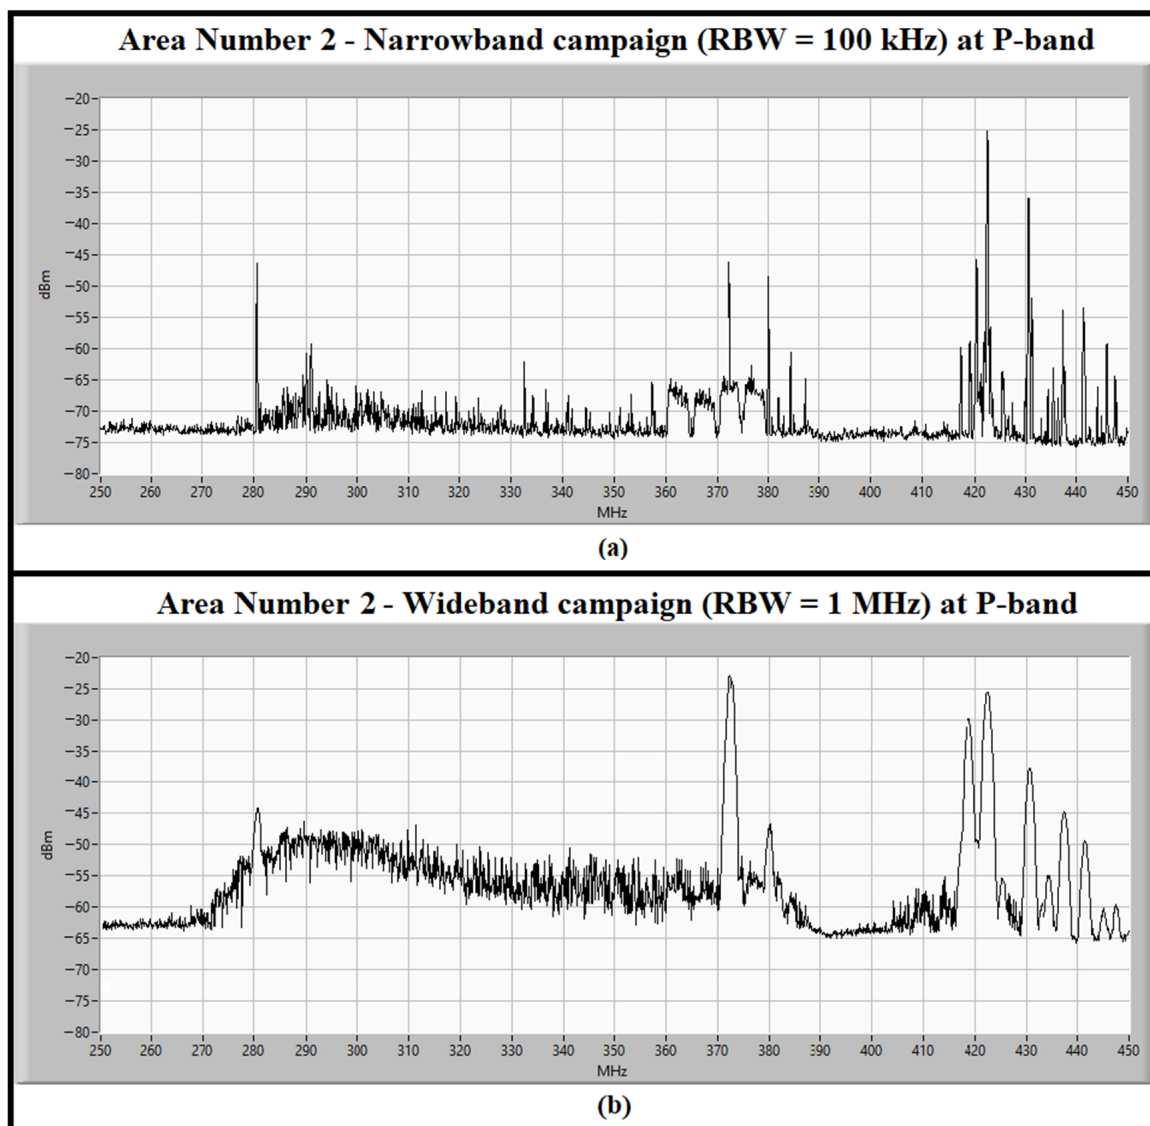 Area Number 2 - Narrowband campaign (RBW = 100 kHz) at P-band
−20
−25
−30
−35
−40
−45
−50
−55
−60
−65
−70
−75
−80
dBm
250 260 270 280 290 300 310 320 330 340 350 360 370 380 390 400 410 420 430 440 450
MHz
(a)
Area Number 2 - Wideband campaign (RBW = 1 MHz) at P-band
−20
−25
−30
−35
−40
−45
−50
−55
−60
−65
−70
−75
−80
dBm
250 260 270 280 290 300 310 320 330 340 350 360 370 380 390 400 410 420 430 440 450
MHz
(b)